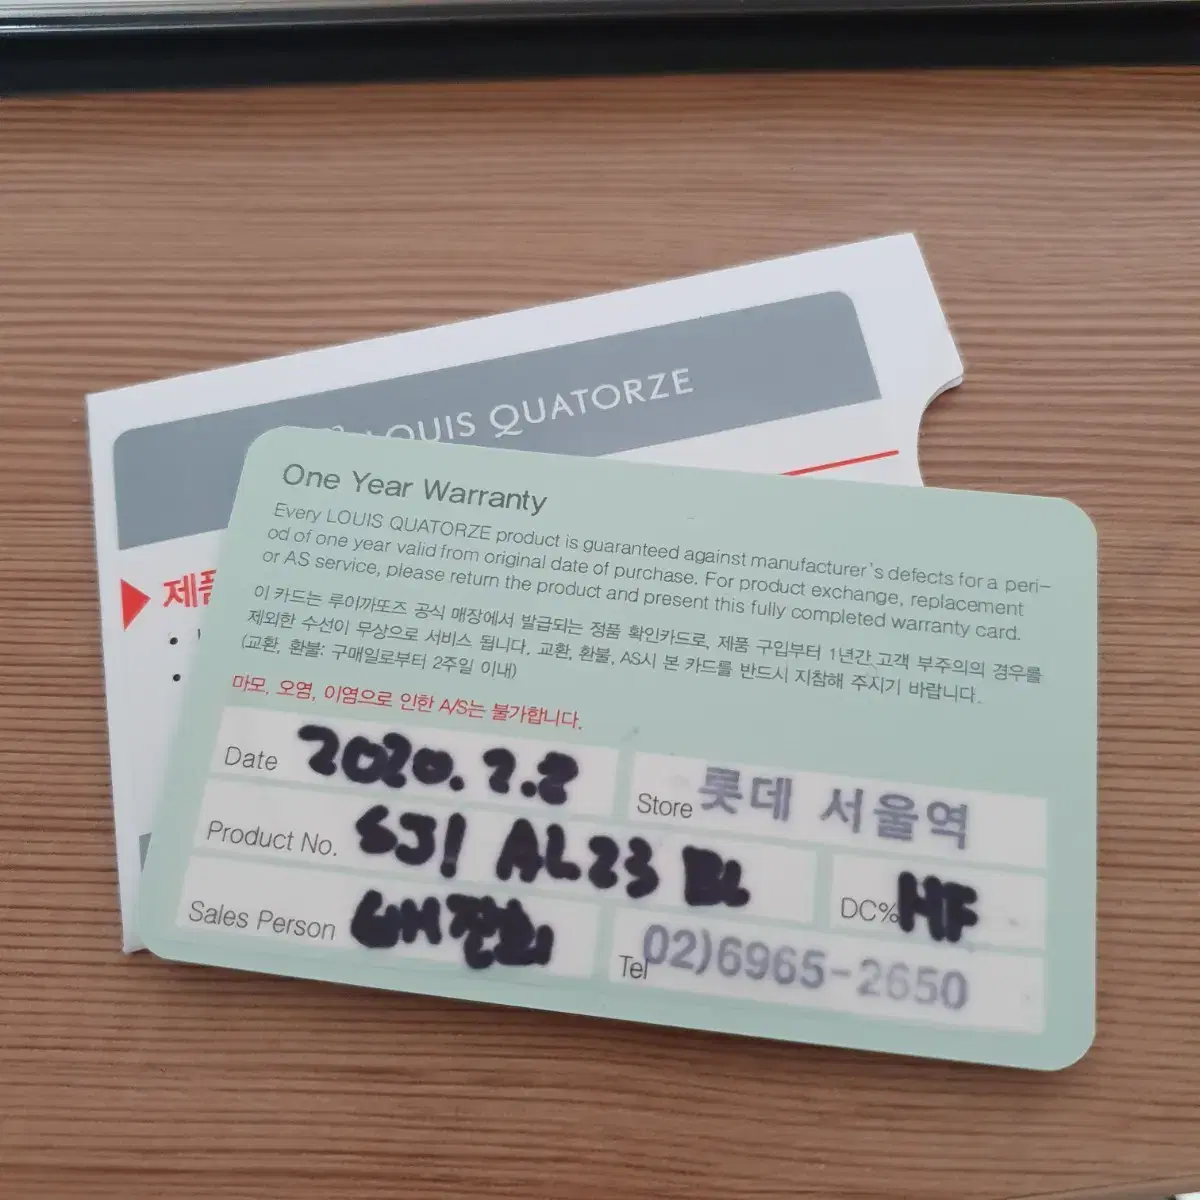 LOUIS QUATORZE
제품
One Year Warranty
Every LOUIS QUATORZE product is guaranteed against manufacturer's defects for a peri-
od of one year valid from original date of purchase. For product exchange, replacement
or AS service, please return the product and present this fully completed warranty card.
이 카드는 루이까또즈 공식 매장에서 발급되는 정품 확인카드로, 제품 구입부터 1년간 고객 부주의의 경우를
제외한 수선이 무상으로 서비스 됩니다. 교환, 환불, AS시 본 카드를 반드시 지참해 주시기 바랍니다.
(교환, 환불: 구매일로부터 2주일 이내)
마모, 오염, 이염으로 인한 A/S는 불가합니다.
Date 2020. 2.2
Store 롯데 서울역
Product No. SJ1 AL23 BL
DC% HF
Sales Person
Tel 02)6965-2650